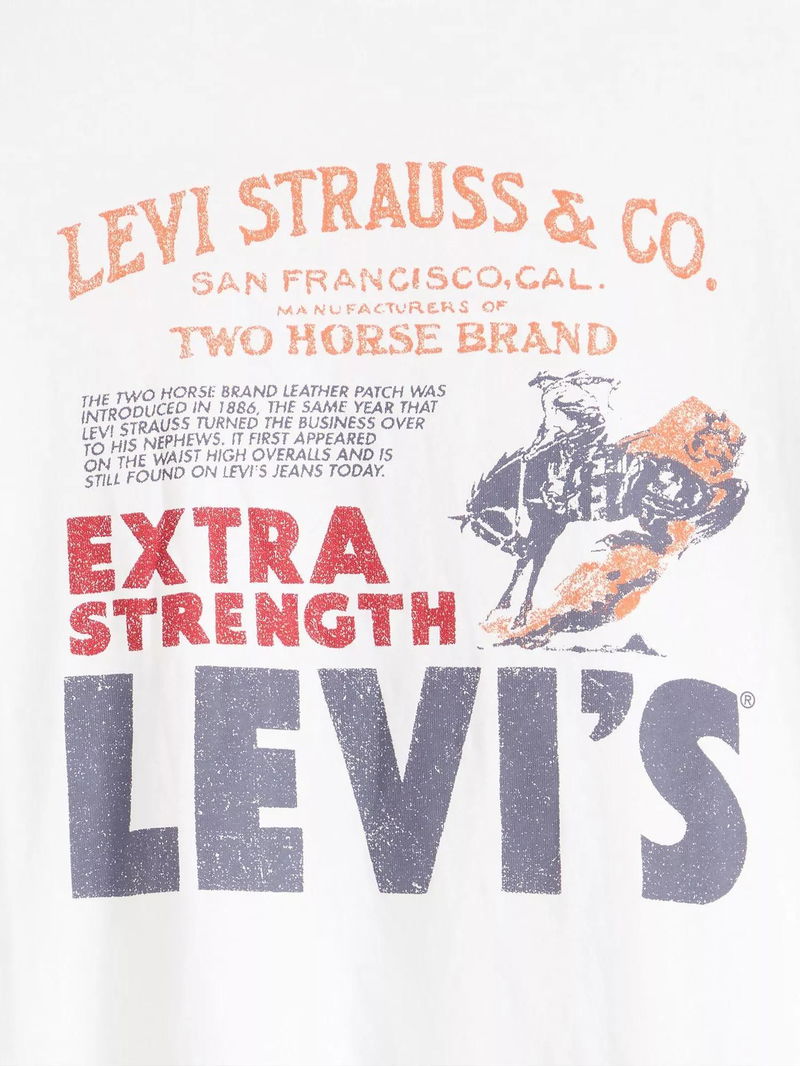 LEVI STRAUSS & CO.
SAN FRANCISCO, CAL.
MANUFACTURERS OF
TWO HORSE BRAND
THE TWO HORSE BRAND LEATHER PATCH WAS
INTRODUCED IN 1886, THE SAME YEAR THAT
LEVI STRAUSS TURNED THE BUSINESS OVER
TO HIS NEPHEWS. IT FIRST APPEARED
ON THE WAIST HIGH OVERALLS AND IS
STILL FOUND ON LEVI'S JEANS TODAY.
EXTRA
STRENGTH
LEVI'S®